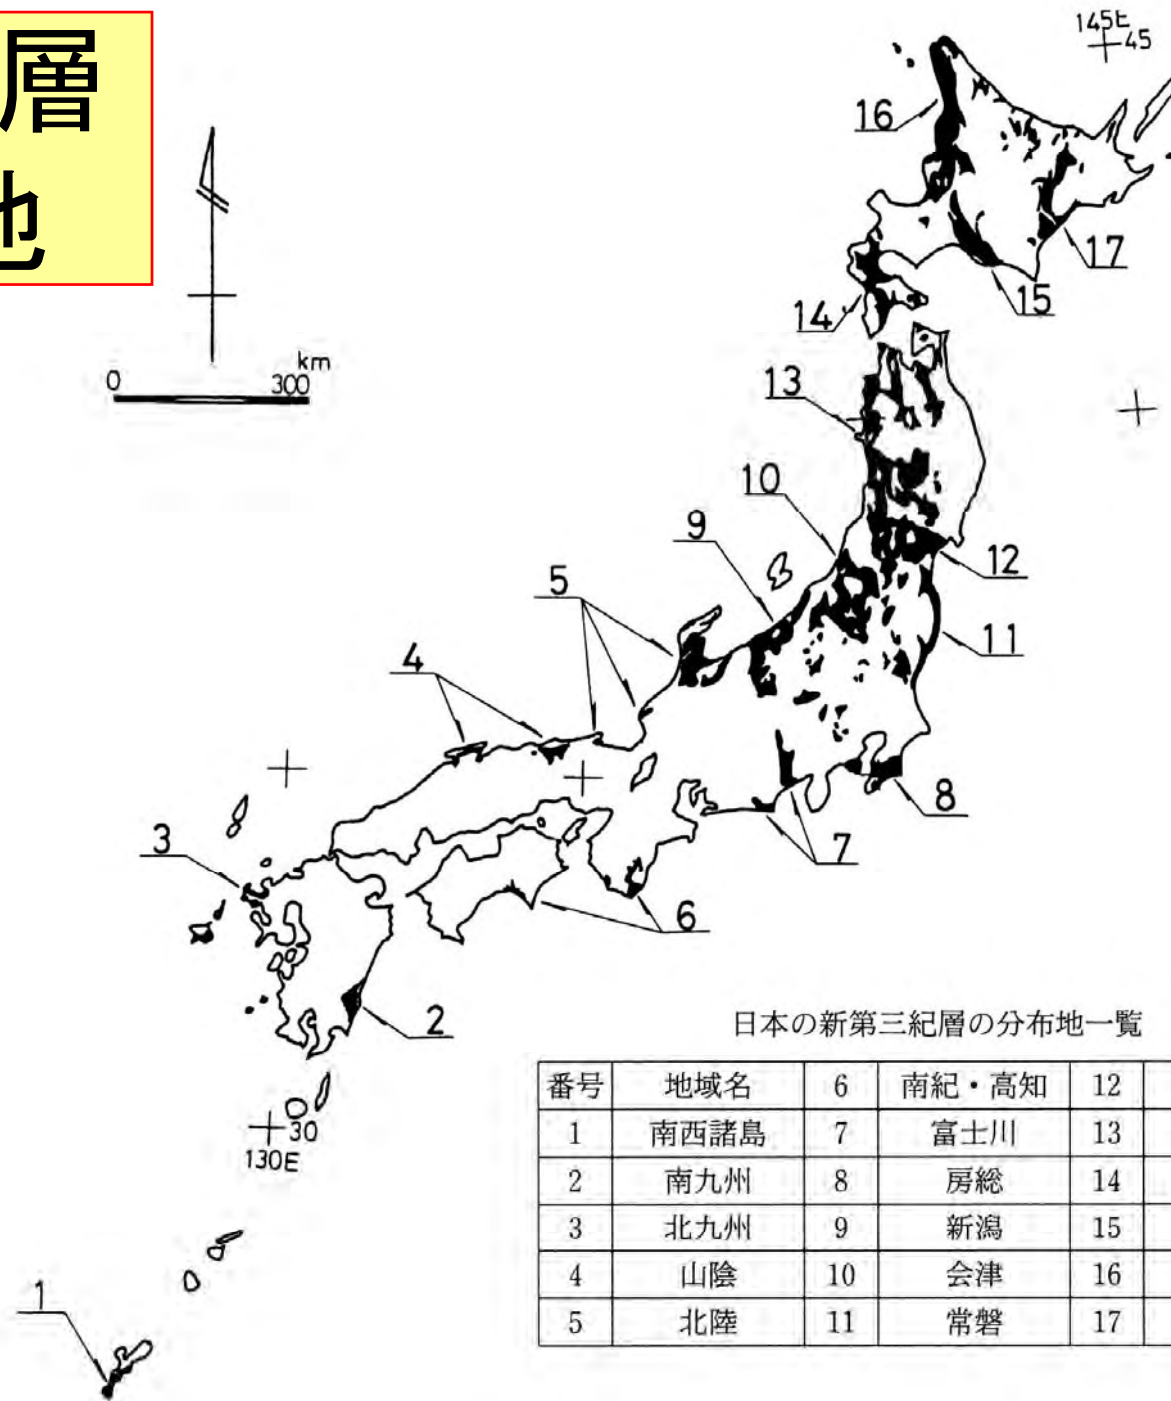 層
地
145E
45
16
17
15
14
km
0
300
13
10
9
12
5
11
4
8
3
7
6
2
日本の新第三紀層の分布地一覧
番号 地域名 6 南紀・高知 12
1 南西諸島 7 富士川 13
2 南九州 8 房総 14
3 北九州 9 新潟 15
4 山陰 10 会津 16
5 北陸 11 常磐 17
30
130E
1